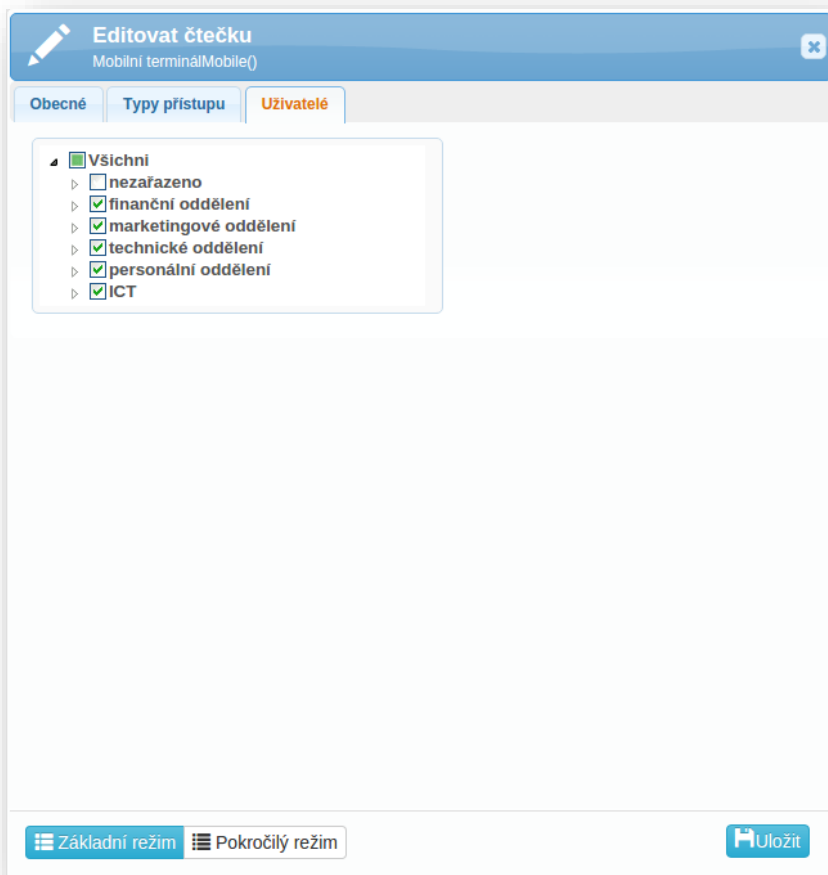 Editovat čtečku
Mobilní terminálMobile()
Obecné Typy přístupu Uživatelé
Všichni
nezařazeno
finanční oddělení
marketingové oddělení
technické oddělení
personální oddělení
ICT
Základní režim Pokročilý režim Uložit